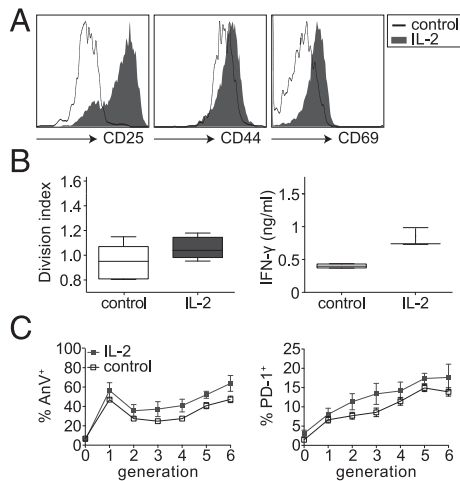 A
control
IL-2
CD25
CD44
CD69
B
Division index
1.6
1.4
1.2
1.0
0.8
control
IL-2
IFN-γ (ng/ml)
1.5
1
0.5
0
control
IL-2
C
IL-2
control
% AnV⁺
100
80
60
40
20
0
0 1 2 3 4 5 6
generation
% PD-1⁺
25
20
15
10
5
0
0 1 2 3 4 5 6
generation